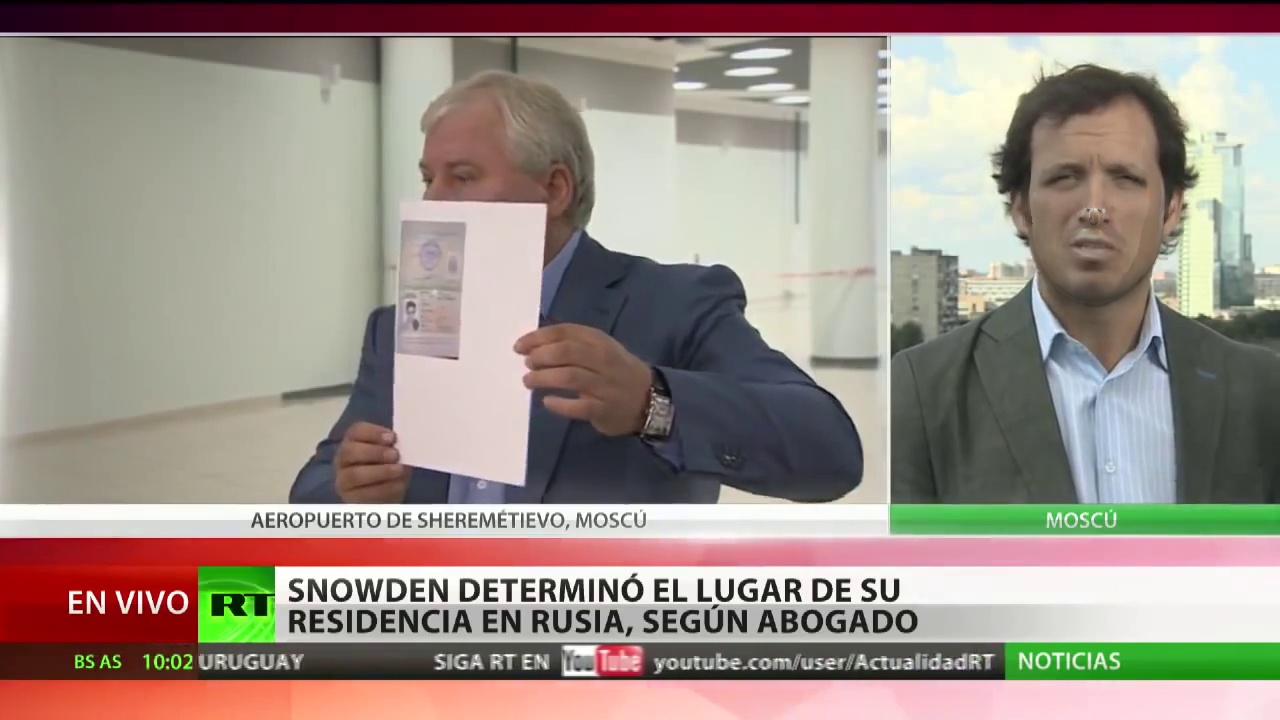 AEROPUERTO DE SHEREMÉTIEVO, MOSCÚ
MOSCÚ
EN VIVO
RT
SNOWDEN DETERMINÓ EL LUGAR DE SU
RESIDENCIA EN RUSIA, SEGÚN ABOGADO
BS AS 10:02 URUGUAY SIGA RT EN YouTube youtube.com/user/ActualidadRT NOTICIAS